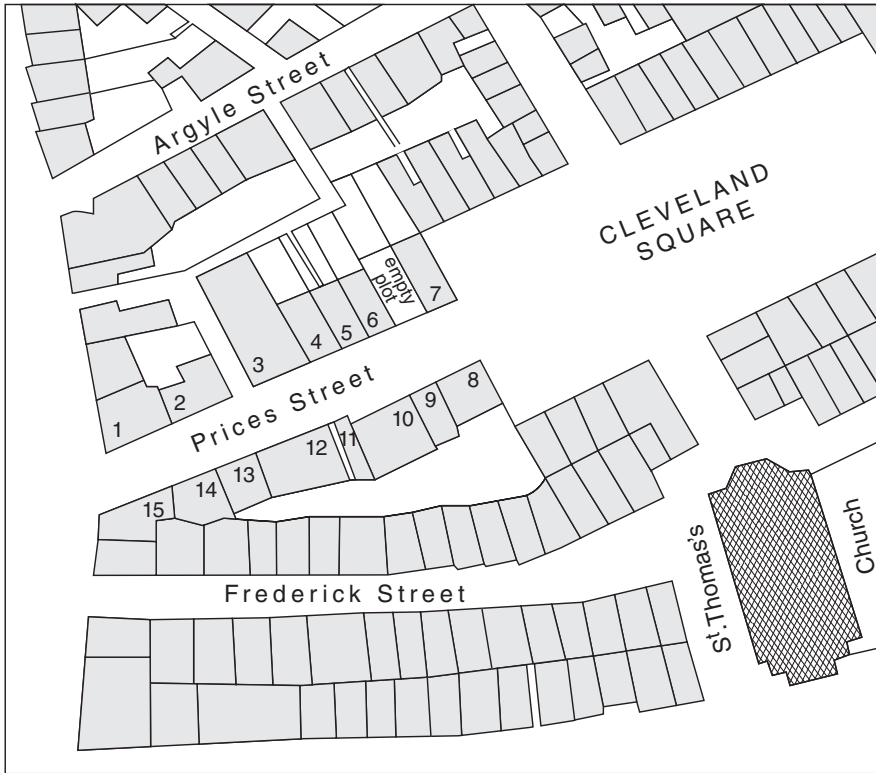 Argyle Street
CLEVELAND
SQUARE
empty
plot
7
6
5
4
3
Prices Street
2
1
8
9
10
11
12
13
14
15
Frederick Street
St.Thomas's
Church